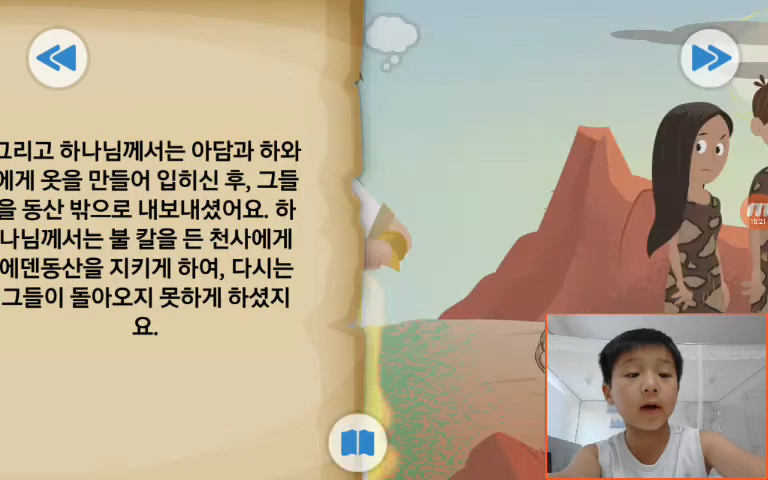 그리고 하나님께서는 아담과 하와
에게 옷을 만들어 입히신 후, 그들
을 동산 밖으로 내보내셨어요. 하
나님께서는 불 칼을 든 천사에게
에덴동산을 지키게 하여, 다시는
그들이 돌아오지 못하게 하셨지
요.
15:21